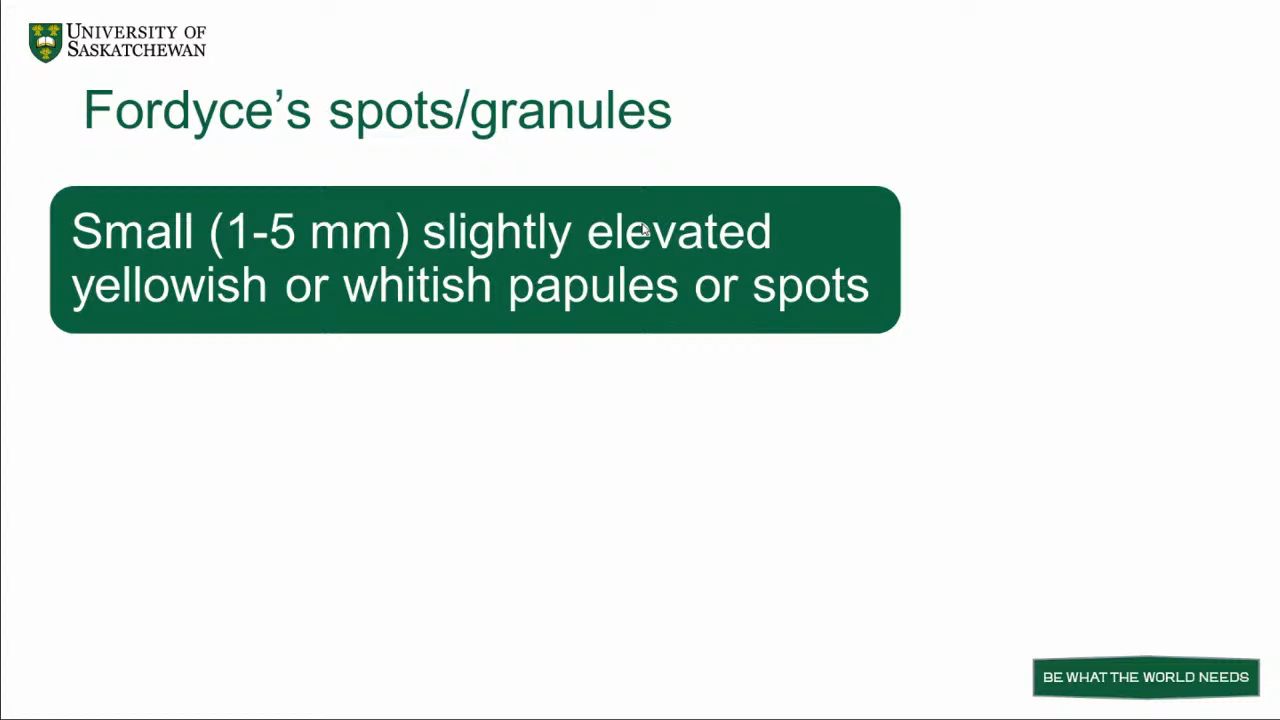 UNIVERSITY OF
SASKATCHEWAN
Fordyce’s spots/granules
Small (1-5 mm) slightly elevated
yellowish or whitish papules or spots
BE WHAT THE WORLD NEEDS